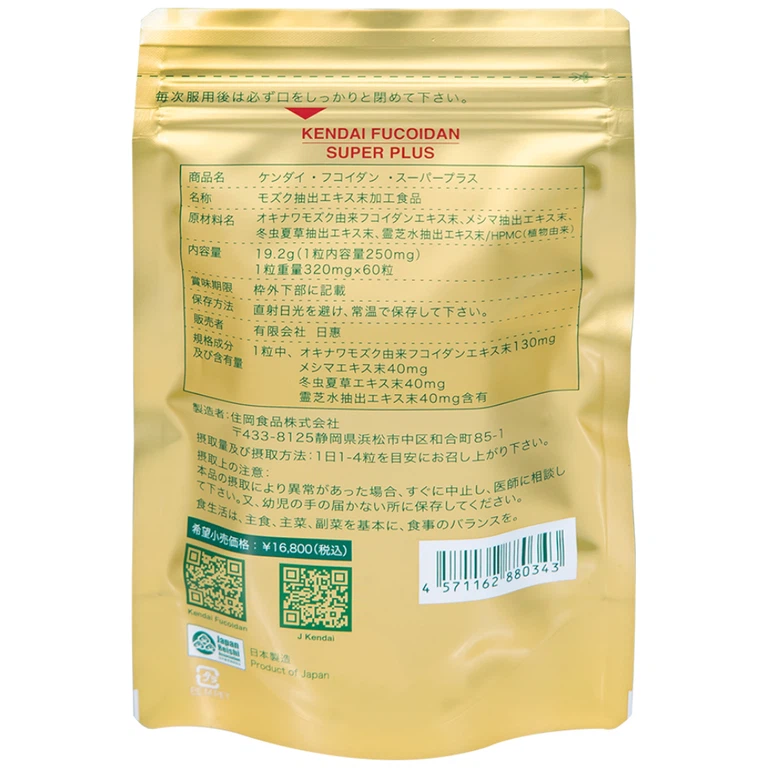 毎次服用後は必ず口をしっかりと閉めて下さい。
KENDAI FUCOIDAN
SUPER PLUS
商品名 ケンダイ・フコイダン・スーパープラス
名称 モズク抽出エキス末加工食品
原材料名 オキナワモズク由来フコイダンエキス末、メシマ抽出エキス末、
冬虫夏草抽出エキス末、霊芝水抽出エキス末/HPMC(植物由来)
内容量 19.2g(1粒内容量250mg)
1粒重量320mg×60粒
賞味期限 枠外下部に記載
保存方法 直射日光を避け、常温で保存して下さい。
販売者 有限会社 日惠
規格成分 1粒中、オキナワモズク由来フコイダンエキス末130mg
及び含有量 メシマエキス末40mg
冬虫夏草エキス末40mg
霊芝水抽出エキス末40mg含有
製造者:住岡食品株式会社
〒433-8125静岡県浜松市中区和合町85-1
摂取量及び摂取方法:1日1-4粒を目安にお召し上がり下さい。
摂取上の注意:
本品の摂取により異常があった場合、すぐに中止し、医師に相談し
て下さい。又、幼児の手の届かない所に保存してください。
食生活は、主食、主菜、副菜を基本に、食事のバランスを。
希望小売価格:¥16,800(税込)
4 571162 880343
Kendai Fucoidan
J Kendai
Japan
Reishi
日本製造
Product of Japan